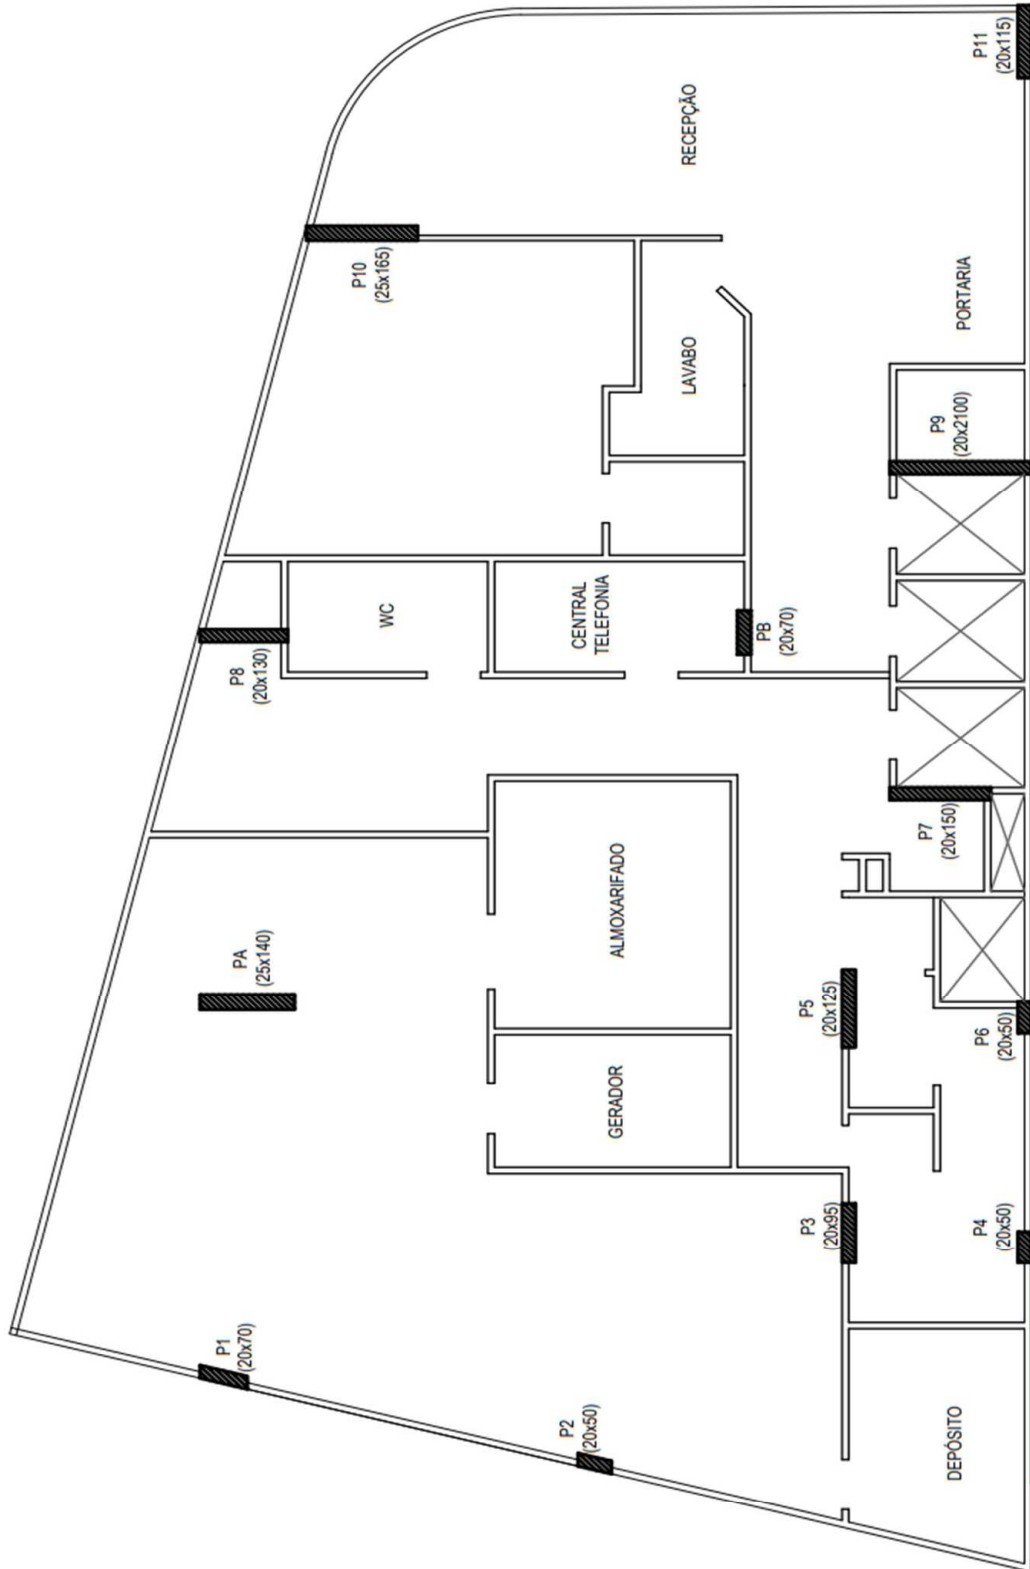 P11
(20x115)
RECEPÇÃO
P10
(25x165)
PORTARIA
LAVABO
P9
(20x2100)
WC
CENTRAL
TELEFONIA
PB
(20x70)
P8
(20x130)
P7
(20x150)
ALMOXARIFADO
PA
(25x140)
P5
(20x125)
P6
(20x50)
GERADOR
P3
(20x95)
P4
(20x50)
P1
(20x70)
P2
(20x50)
DEPÓSITO